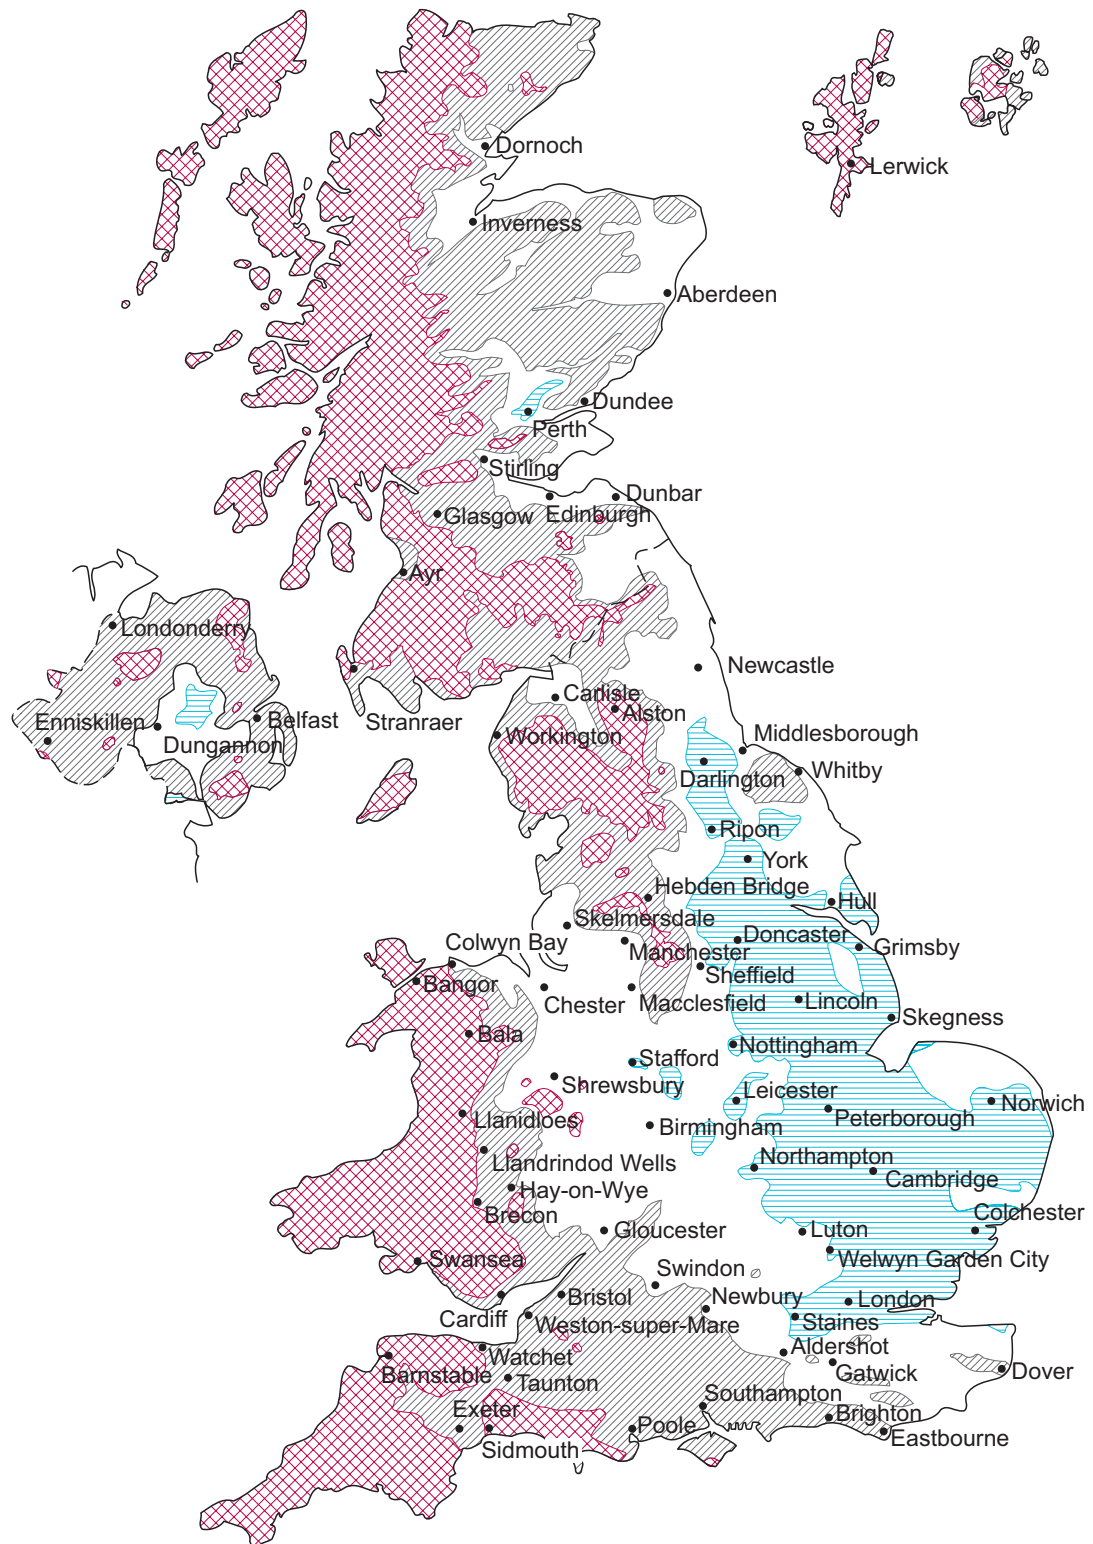 Dornoch
Lerwick
Inverness
Aberdeen
Dundee
Perth
Stirling
Dunbar
Edinburgh
Glasgow
Ayr
Londonderry
Newcastle
Carlisle
Alston
Enniskillen
Belfast
Stranraer
Dungannon
Workington
Middlesborough
Whitby
Darlington
Ripon
York
Hebden Bridge
Hull
Skelmersdale
Doncaster
Colwyn Bay
Manchester
Grimsby
Sheffield
Bangor
Chester
Macclesfield
Lincoln
Skegness
Bala
Nottingham
Stafford
Shrewsbury
Leicester
Norwich
Peterborough
Llanidloes
Birmingham
Northampton
Llandrindod Wells
Cambridge
Hay-on-Wye
Brecon
Colchester
Gloucester
Luton
Swansea
Welwyn Garden City
Swindon
Bristol
Newbury
London
Cardiff
Weston-super-Mare
Staines
Aldershot
Watchet
Gatwick
Dover
Barnstable
Taunton
Southampton
Exeter
Brighton
Poole
Eastbourne
Sidmouth